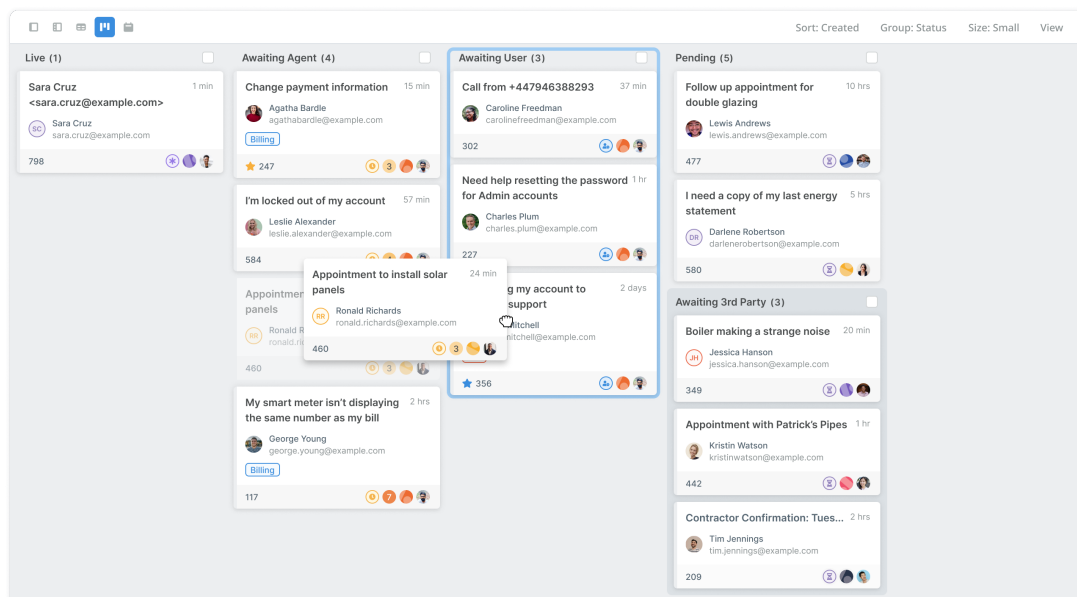 Sort: Created Group: Status Size: Small View
Live (1)
Sara Cruz 1 min
<sara.cruz@example.com>
SC
Sara Cruz
sara.cruz@example.com
798
Awaiting Agent (4)
Change payment information 15 min
Agatha Bardle
agathabardle@example.com
Billing
247 3
I'm locked out of my account 57 min
Leslie Alexander
leslie.alexander@example.com
584
Appointment to install solar 24 min
panels
RR
Ronald Richards
ronald.richards@example.com
460 3
panels
RR
Ronald
460 3
My smart meter isn't displaying 2 hrs
the same number as my bill
George Young
george.young@example.com
Billing
117 7
Awaiting User (3)
Call from +447946388293 37 min
Caroline Freedman
carolinefreedman@example.com
302
Need help resetting the password 1 hr
for Admin accounts
Charles Plum
charles.plum@example.com
227
my account to 2 days
support
mitchell@example.com
356
Pending (5)
Follow up appointment for 10 hrs
double glazing
Lewis Andrews
lewis.andrews@example.com
477
I need a copy of my last energy 5 hrs
statement
DR
Darlene Robertson
darlenerobertson@example.com
580
Awaiting 3rd Party (3)
Boiler making a strange noise 20 min
JH
Jessica Hanson
jessica.hanson@example.com
349
Appointment with Patrick's Pipes 1 hr
Kristin Watson
kristinwatson@example.com
442
Contractor Confirmation: Tues... 2 hrs
Tim Jennings
tim.jennings@example.com
209